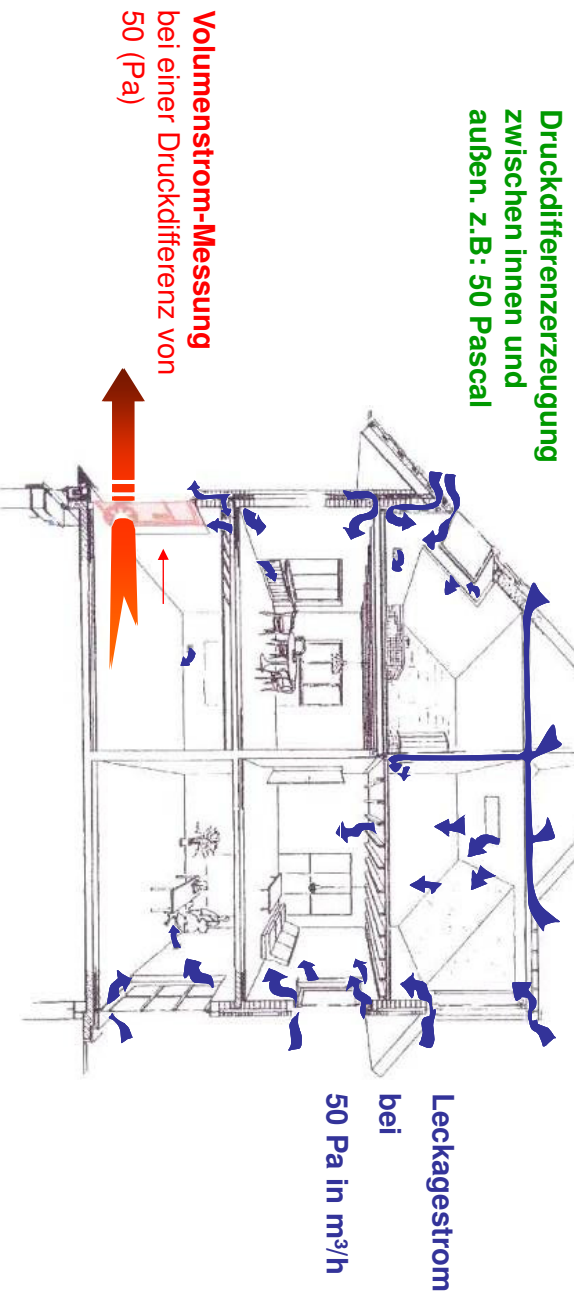 Druckdifferenzerzeugung
zwischen innen und
außen. z.B: 50 Pascal
Volumenstrom-Messung
bei einer Druckdifferenz von
50 (Pa)
Leckagestrom
bei
50 Pa in m³/h